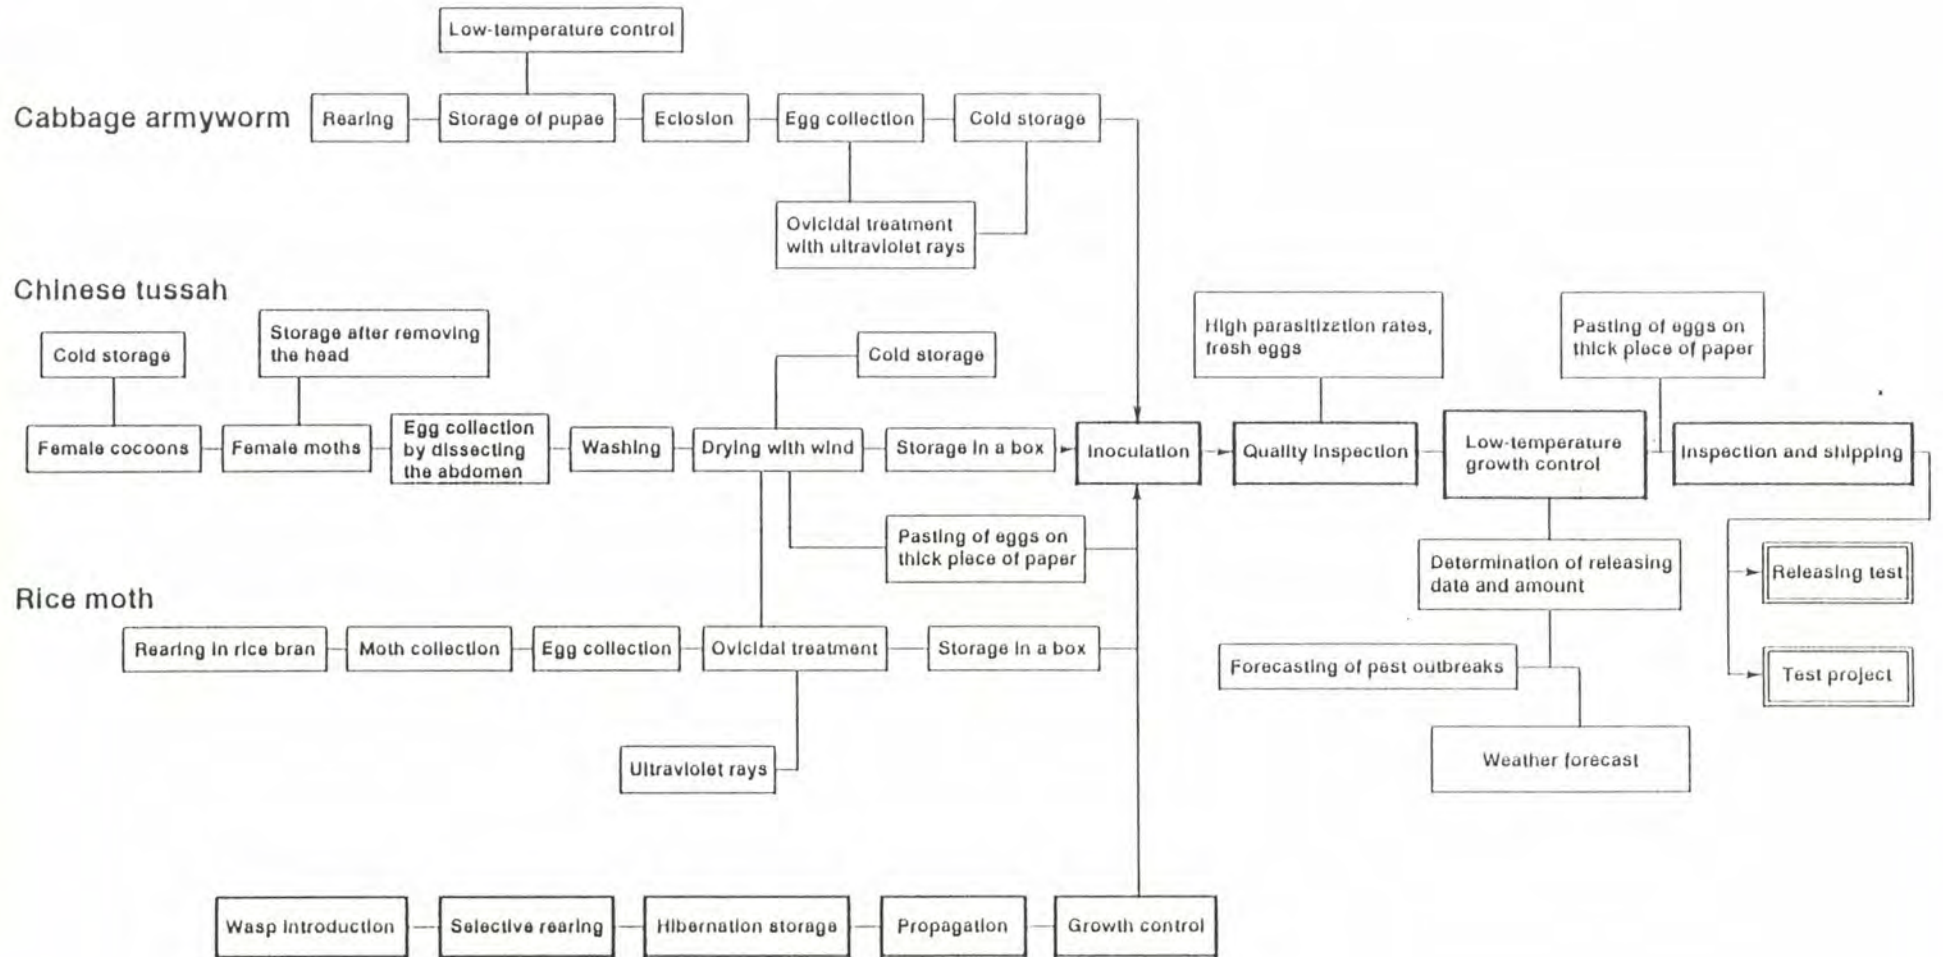 Low-temperature control
Cabbage armyworm
Rearing
Storage of pupae
Eclosion
Egg collection
Cold storage
Ovicidal treatment
with ultraviolet rays
Chinese tussah
Cold storage
Storage after removing
the head
Cold storage
High parasitization rates,
fresh eggs
Pasting of eggs on
thick piece of paper
Female cocoons
Female moths
Egg collection
by dissecting
the abdomen
Washing
Drying with wind
Storage in a box
Inoculation
Quality inspection
Low-temperature
growth control
Inspection and shipping
Pasting of eggs on
thick piece of paper
Determination of releasing
date and amount
Releasing test
Rice moth
Rearing in rice bran
Moth collection
Egg collection
Ovicidal treatment
Storage in a box
Forecasting of pest outbreaks
Test project
Ultraviolet rays
Weather forecast
Wasp introduction
Selective rearing
Hibernation storage
Propagation
Growth control